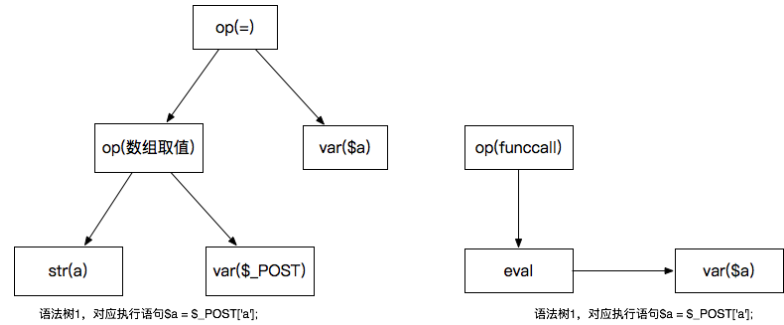 op(=)
op(数组取值)
var($a)
op(funccall)
str(a)
var($_POST)
eval
var($a)
语法树1，对应执行语句$a = $_POST['a'];
语法树1，对应执行语句$a = $_POST['a'];